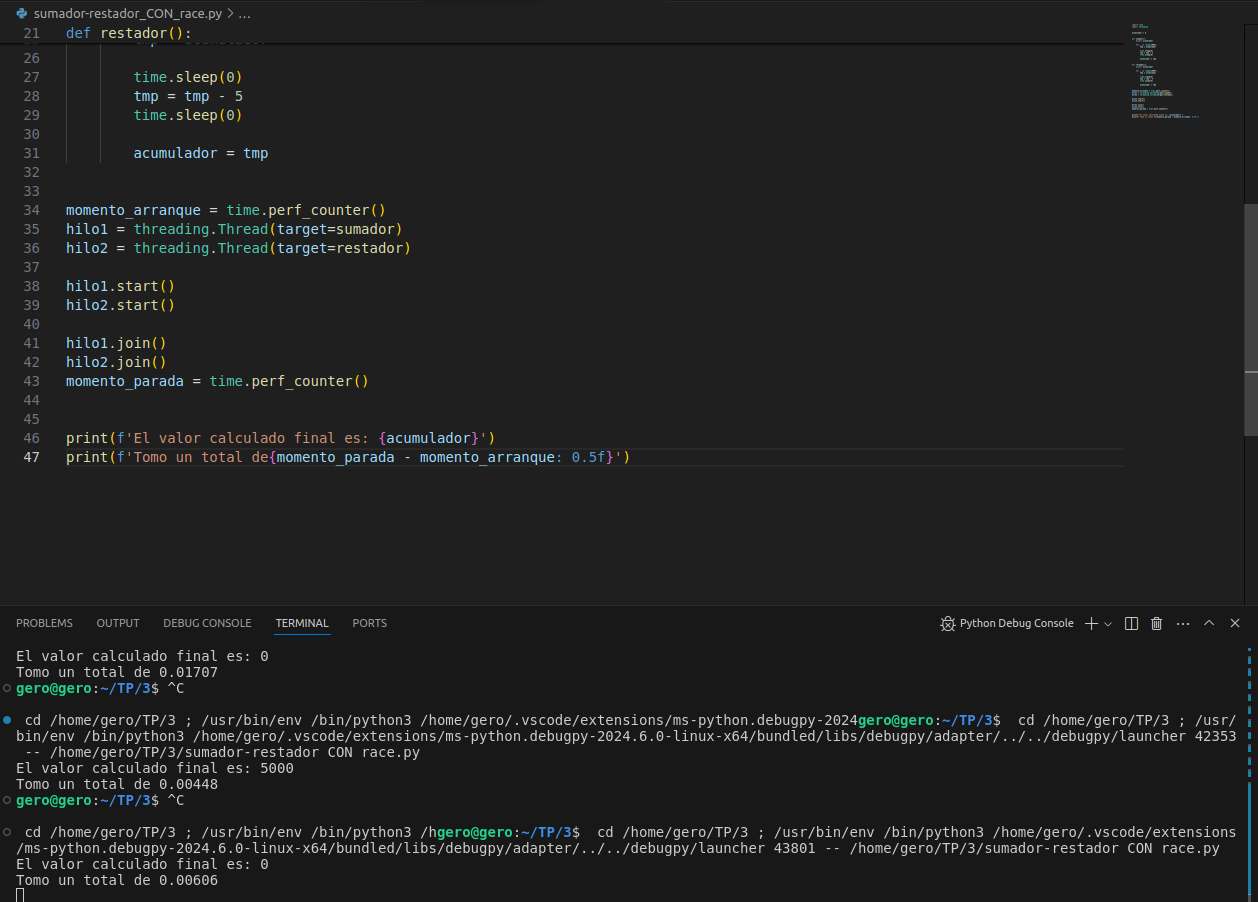 sumador-restador_CON_race.py > ...
21 def restador():
26
27 time.sleep(0)
28 tmp = tmp - 5
29 time.sleep(0)
30
31 acumulador = tmp
32
33
34 momento_arranque = time.perf_counter()
35 hilo1 = threading.Thread(target=sumador)
36 hilo2 = threading.Thread(target=restador)
37
38 hilo1.start()
39 hilo2.start()
40
41 hilo1.join()
42 hilo2.join()
43 momento_parada = time.perf_counter()
44
45
46 print(f'El valor calculado final es: {acumulador}')
47 print(f'Tomo un total de{momento_parada - momento_arranque: 0.5f}')
PROBLEMS OUTPUT DEBUG CONSOLE TERMINAL PORTS Python Debug Console
El valor calculado final es: 0
Tomo un total de 0.01707
gero@gero:~/TP/3$ ^C
cd /home/gero/TP/3 ; /usr/bin/env /bin/python3 /home/gero/.vscode/extensions/ms-python.debugpy-2024gero@gero:~/TP/3$ cd /home/gero/TP/3 ; /usr/
bin/env /bin/python3 /home/gero/.vscode/extensions/ms-python.debugpy-2024.6.0-linux-x64/bundled/libs/debugpy/adapter/../../debugpy/launcher 42353
-- /home/gero/TP/3/sumador-restador_CON_race.py
El valor calculado final es: 5000
Tomo un total de 0.00448
gero@gero:~/TP/3$ ^C
cd /home/gero/TP/3 ; /usr/bin/env /bin/python3 /hgero@gero:~/TP/3$ cd /home/gero/TP/3 ; /usr/bin/env /bin/python3 /home/gero/.vscode/extensions
/ms-python.debugpy-2024.6.0-linux-x64/bundled/libs/debugpy/adapter/../../debugpy/launcher 43801 -- /home/gero/TP/3/sumador-restador_CON_race.py
El valor calculado final es: 0
Tomo un total de 0.00606